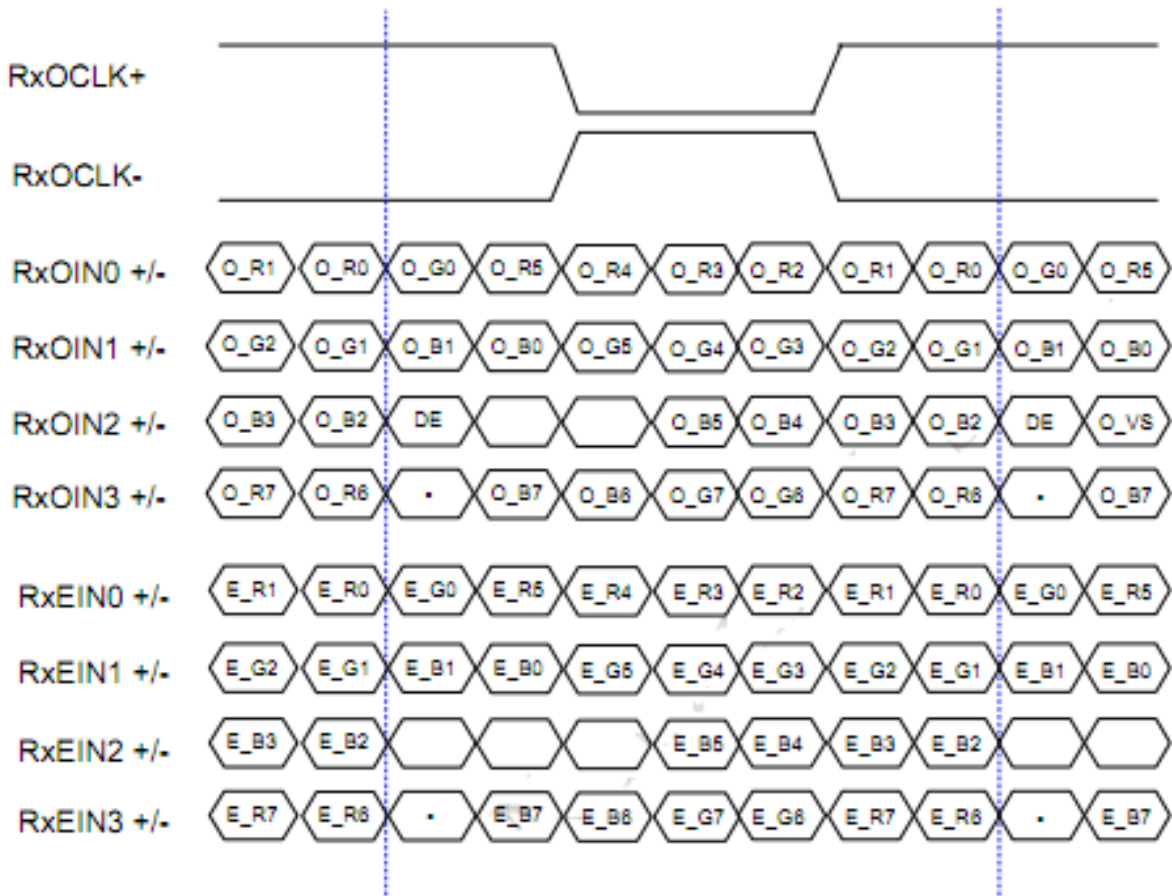 RxOCLK+
RxOCLK-
RxOIN0 +/- O_R1 O_R0 O_G0 O_R5 O_R4 O_R3 O_R2 O_R1 O_R0 O_G0 O_R5
RxOIN1 +/- O_G2 O_G1 O_B1 O_B0 O_G5 O_G4 O_G3 O_G2 O_G1 O_B1 O_B0
RxOIN2 +/- O_B3 O_B2 DE O_B5 O_B4 O_B3 O_B2 DE O_VS
RxOIN3 +/- O_R7 O_R6 - O_B7 O_B6 O_G7 O_G6 O_R7 O_R6 - O_B7
RxEIN0 +/- E_R1 E_R0 E_G0 E_R5 E_R4 E_R3 E_R2 E_R1 E_R0 E_G0 E_R5
RxEIN1 +/- E_G2 E_G1 E_B1 E_B0 E_G5 E_G4 E_G3 E_G2 E_G1 E_B1 E_B0
RxEIN2 +/- E_B3 E_B2 E_B5 E_B4 E_B3 E_B2
RxEIN3 +/- E_R7 E_R6 - E_B7 E_B6 E_G7 E_G6 E_R7 E_R6 - E_B7